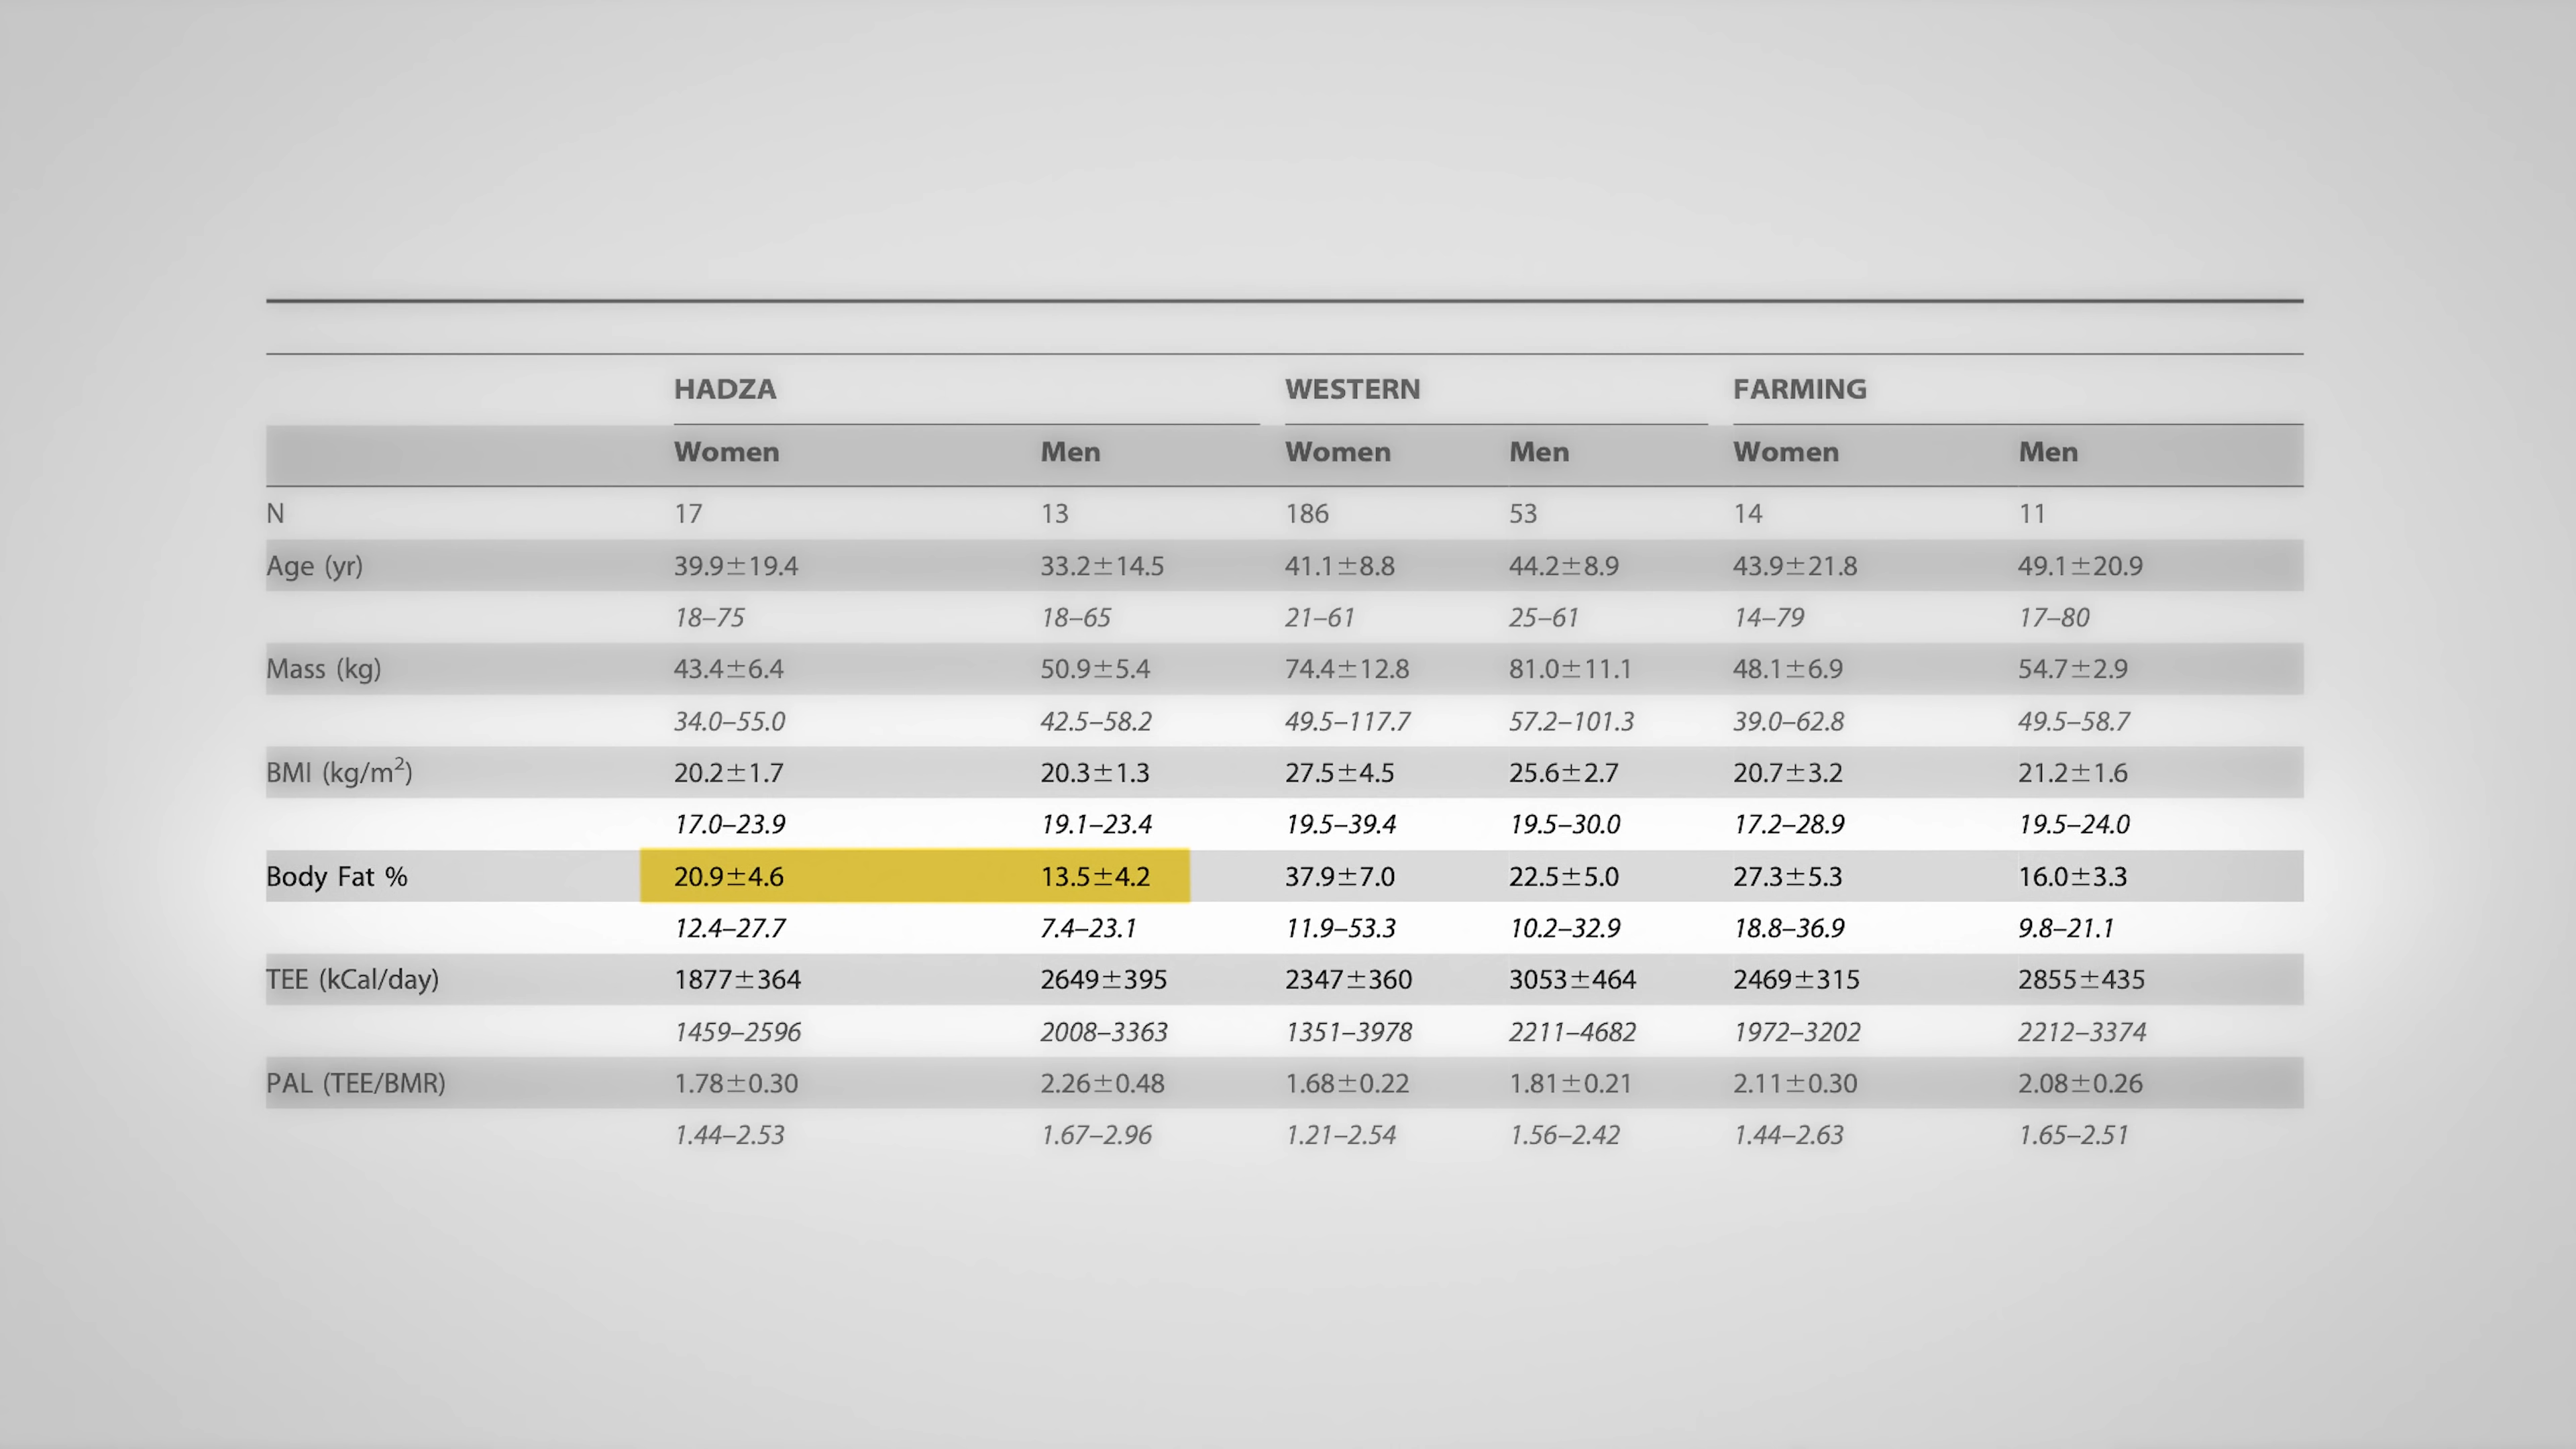 HADZA WESTERN FARMING
Women Men Women Men Women Men
N 17 13 186 53 14 11
Age (yr) 39.9±19.4 33.2±14.5 41.1±8.8 44.2±8.9 43.9±21.8 49.1±20.9
18–75 18–65 21–61 25–61 14–79 17–80
Mass (kg) 43.4±6.4 50.9±5.4 74.4±12.8 81.0±11.1 48.1±6.9 54.7±2.9
34.0–55.0 42.5–58.2 49.5–117.7 57.2–101.3 39.0–62.8 49.5–58.7
BMI (kg/m²) 20.2±1.7 20.3±1.3 27.5±4.5 25.6±2.7 20.7±3.2 21.2±1.6
17.0–23.9 19.1–23.4 19.5–39.4 19.5–30.0 17.2–28.9 19.5–24.0
Body Fat % 20.9±4.6 13.5±4.2 37.9±7.0 22.5±5.0 27.3±5.3 16.0±3.3
12.4–27.7 7.4–23.1 11.9–53.3 10.2–32.9 18.8–36.9 9.8–21.1
TEE (kCal/day) 1877±364 2649±395 2347±360 3053±464 2469±315 2855±435
1459–2596 2008–3363 1351–3978 2211–4682 1972–3202 2212–3374
PAL (TEE/BMR) 1.78±0.30 2.26±0.48 1.68±0.22 1.81±0.21 2.11±0.30 2.08±0.26
1.44–2.53 1.67–2.96 1.21–2.54 1.56–2.42 1.44–2.63 1.65–2.51